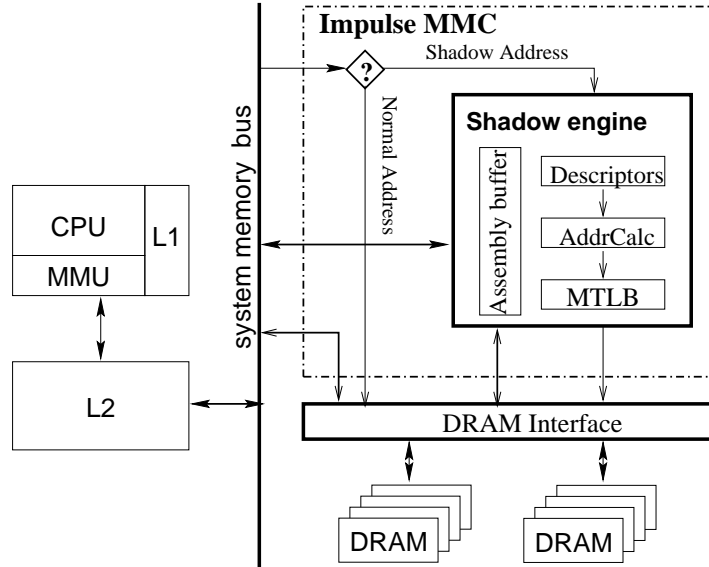 Impulse MMC
Shadow Address
?
Normal Address
system memory bus
Shadow engine
Assembly buffer
Descriptors
AddrCalc
MTLB
CPU
L1
MMU
L2
DRAM Interface
DRAM
DRAM